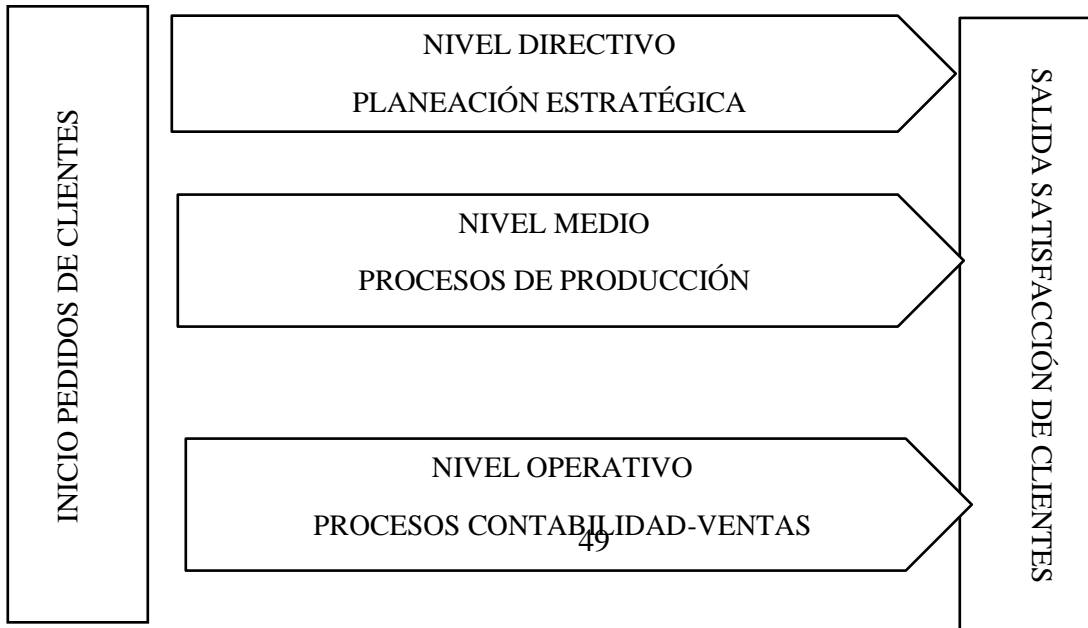 INICIO PEDIDOS DE CLIENTES
NIVEL DIRECTIVO
PLANEACIÓN ESTRATÉGICA
NIVEL MEDIO
PROCESOS DE PRODUCCIÓN
NIVEL OPERATIVO
PROCESOS CONTABILIDAD-VENTAS
49
SALIDA SATISFACCIÓN DE CLIENTES